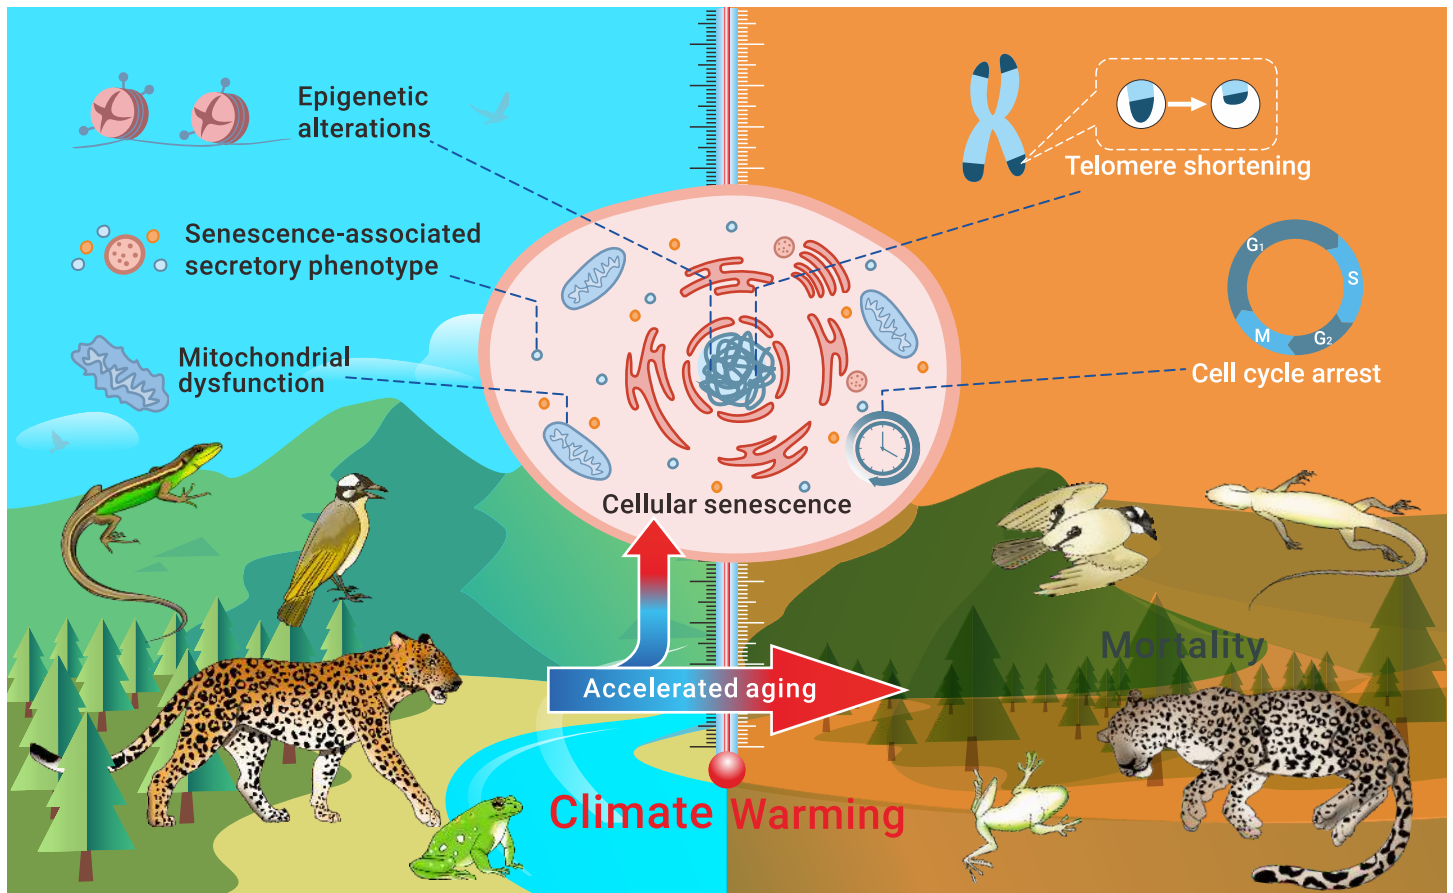 Epigenetic
alterations
Senescence-associated
secretory phenotype
Mitochondrial
dysfunction
Telomere shortening
G1
S
G2
M
Cell cycle arrest
Cellular senescence
Accelerated aging
Mortality
Climate Warming